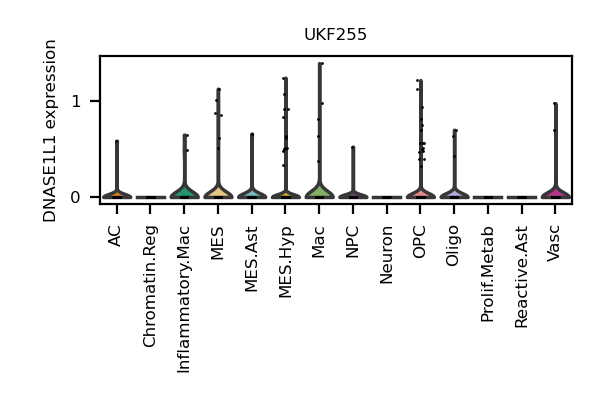 UKF255
DNASE1L1 expression
1
0
AC
Chromatin.Reg
Inflammatory.Mac
MES
MES.Ast
MES.Hyp
Mac
NPC
Neuron
OPC
Oligo
Prolif.Metab
Reactive.Ast
Vasc